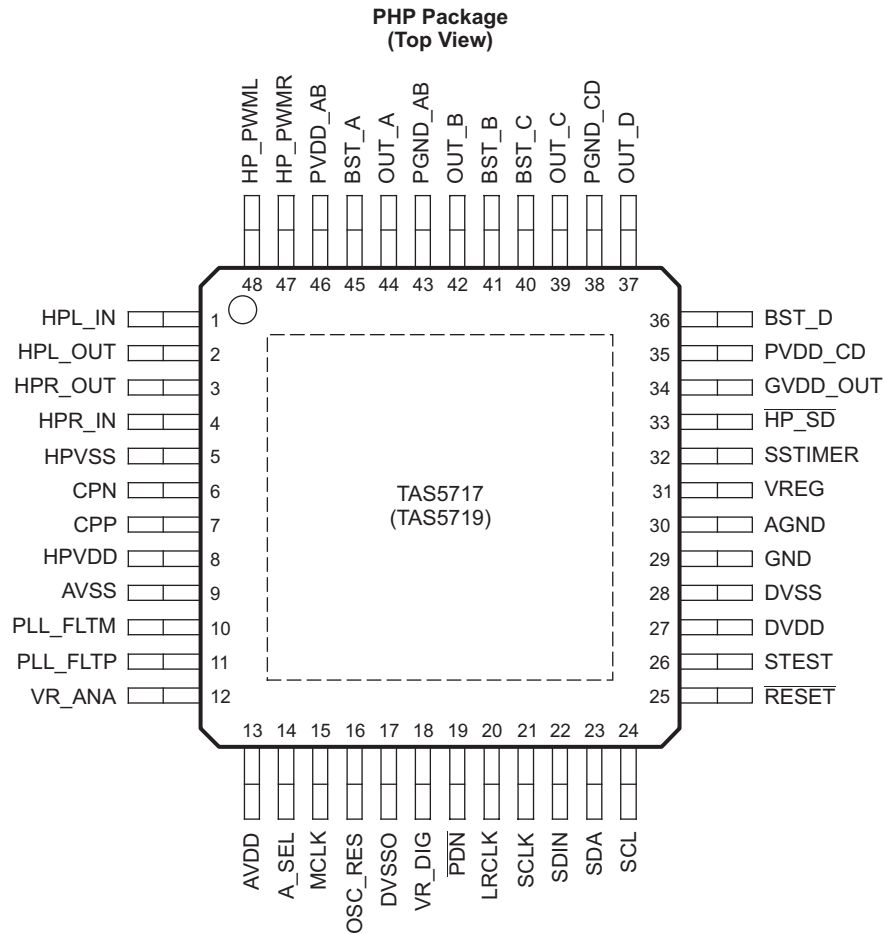 PHP Package
(Top View)
HP_PWML
HP_PWMR
PVDD_AB
BST_A
OUT_A
PGND_AB
OUT_B
BST_B
BST_C
OUT_C
PGND_CD
OUT_D
48 47 46 45 44 43 42 41 40 39 38 37
HPL_IN 1
HPL_OUT 2
HPR_OUT 3
HPR_IN 4
HPVSS 5
CPN 6
CPP 7
HPVDD 8
AVSS 9
PLL_FLTM 10
PLL_FLTP 11
VR_ANA 12
TAS5717
(TAS5719)
36 BST_D
35 PVDD_CD
34 GVDD_OUT
33 HP_SD
32 SSTIMER
31 VREG
30 AGND
29 GND
28 DVSS
27 DVDD
26 STEST
25 RESET
13 14 15 16 17 18 19 20 21 22 23 24
AVDD
A_SEL
MCLK
OSC_RES
DVSSO
VR_DIG
PDN
LRCLK
SCLK
SDIN
SDA
SCL